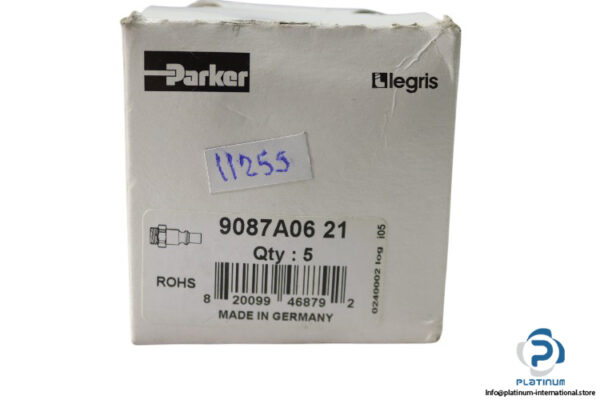 Parker
legris
11255
9087A06 21
Qty : 5
ROHS
8 20099 46879 2
MADE IN GERMANY
0240002 log i05
PLATINUM
Info@platinum-international.store